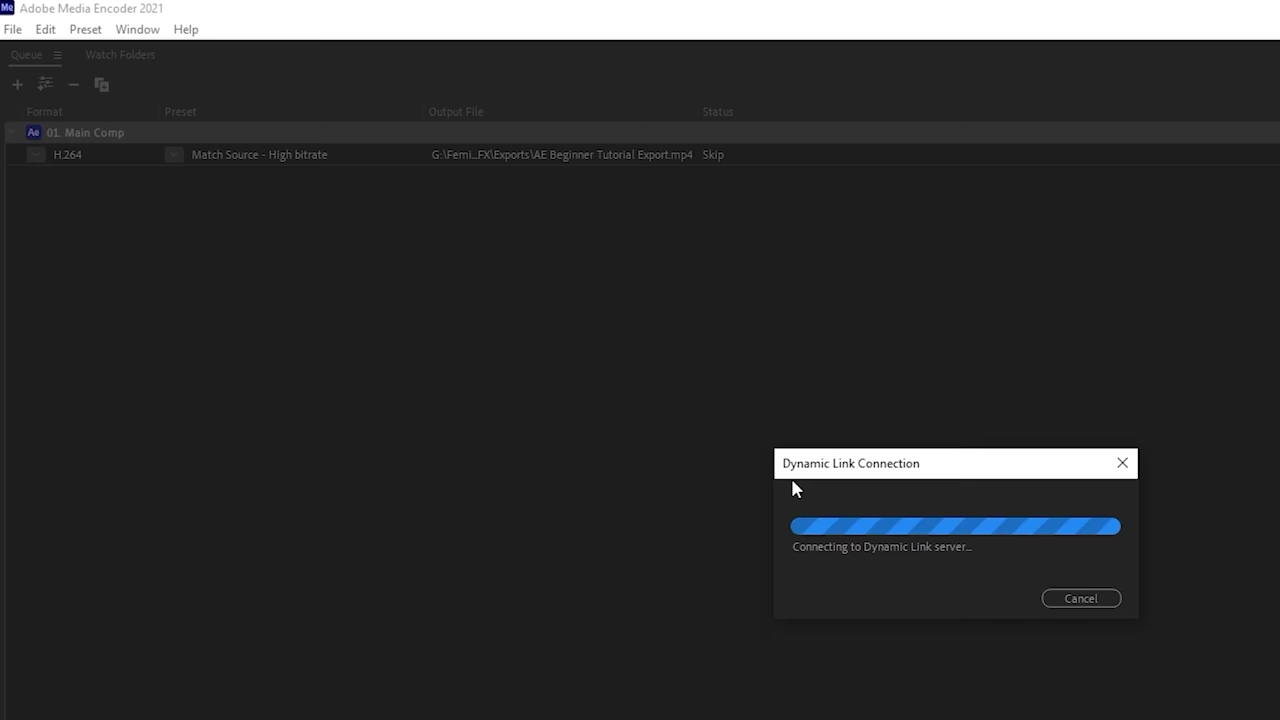 Me Adobe Media Encoder 2021
File Edit Preset Window Help
Queue Watch Folders
Format Preset Output File Status
Ae 01. Main Comp
H.264 Match Source - High bitrate G:\Femi...FX\Exports\AE Beginner Tutorial Export.mp4 Skip
Dynamic Link Connection
Connecting to Dynamic Link server...
Cancel